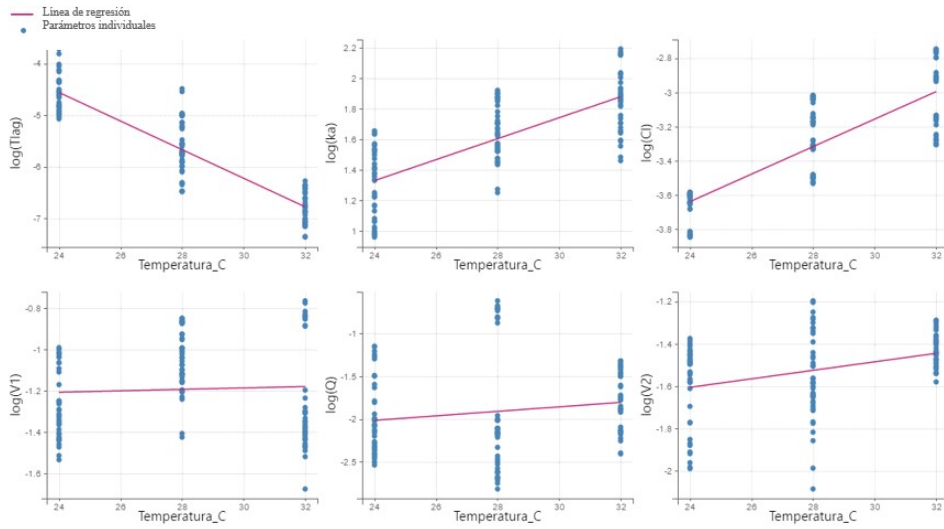 Línea de regresión
Parámetros individuales
-4
-5
-6
-7
log(Tlag)
24 26 28 30 32
Temperatura_C
2.2
2
1.8
1.6
1.4
1.2
1
log(ka)
24 26 28 30 32
Temperatura_C
-2.8
-3
-3.2
-3.4
-3.6
-3.8
log(Cl)
24 26 28 30 32
Temperatura_C
-0.8
-1
-1.2
-1.4
-1.6
log(V1)
24 26 28 30 32
Temperatura_C
-1
-1.5
-2
-2.5
log(Q)
24 26 28 30 32
Temperatura_C
-1.2
-1.4
-1.6
-1.8
-2
log(V2)
24 26 28 30 32
Temperatura_C